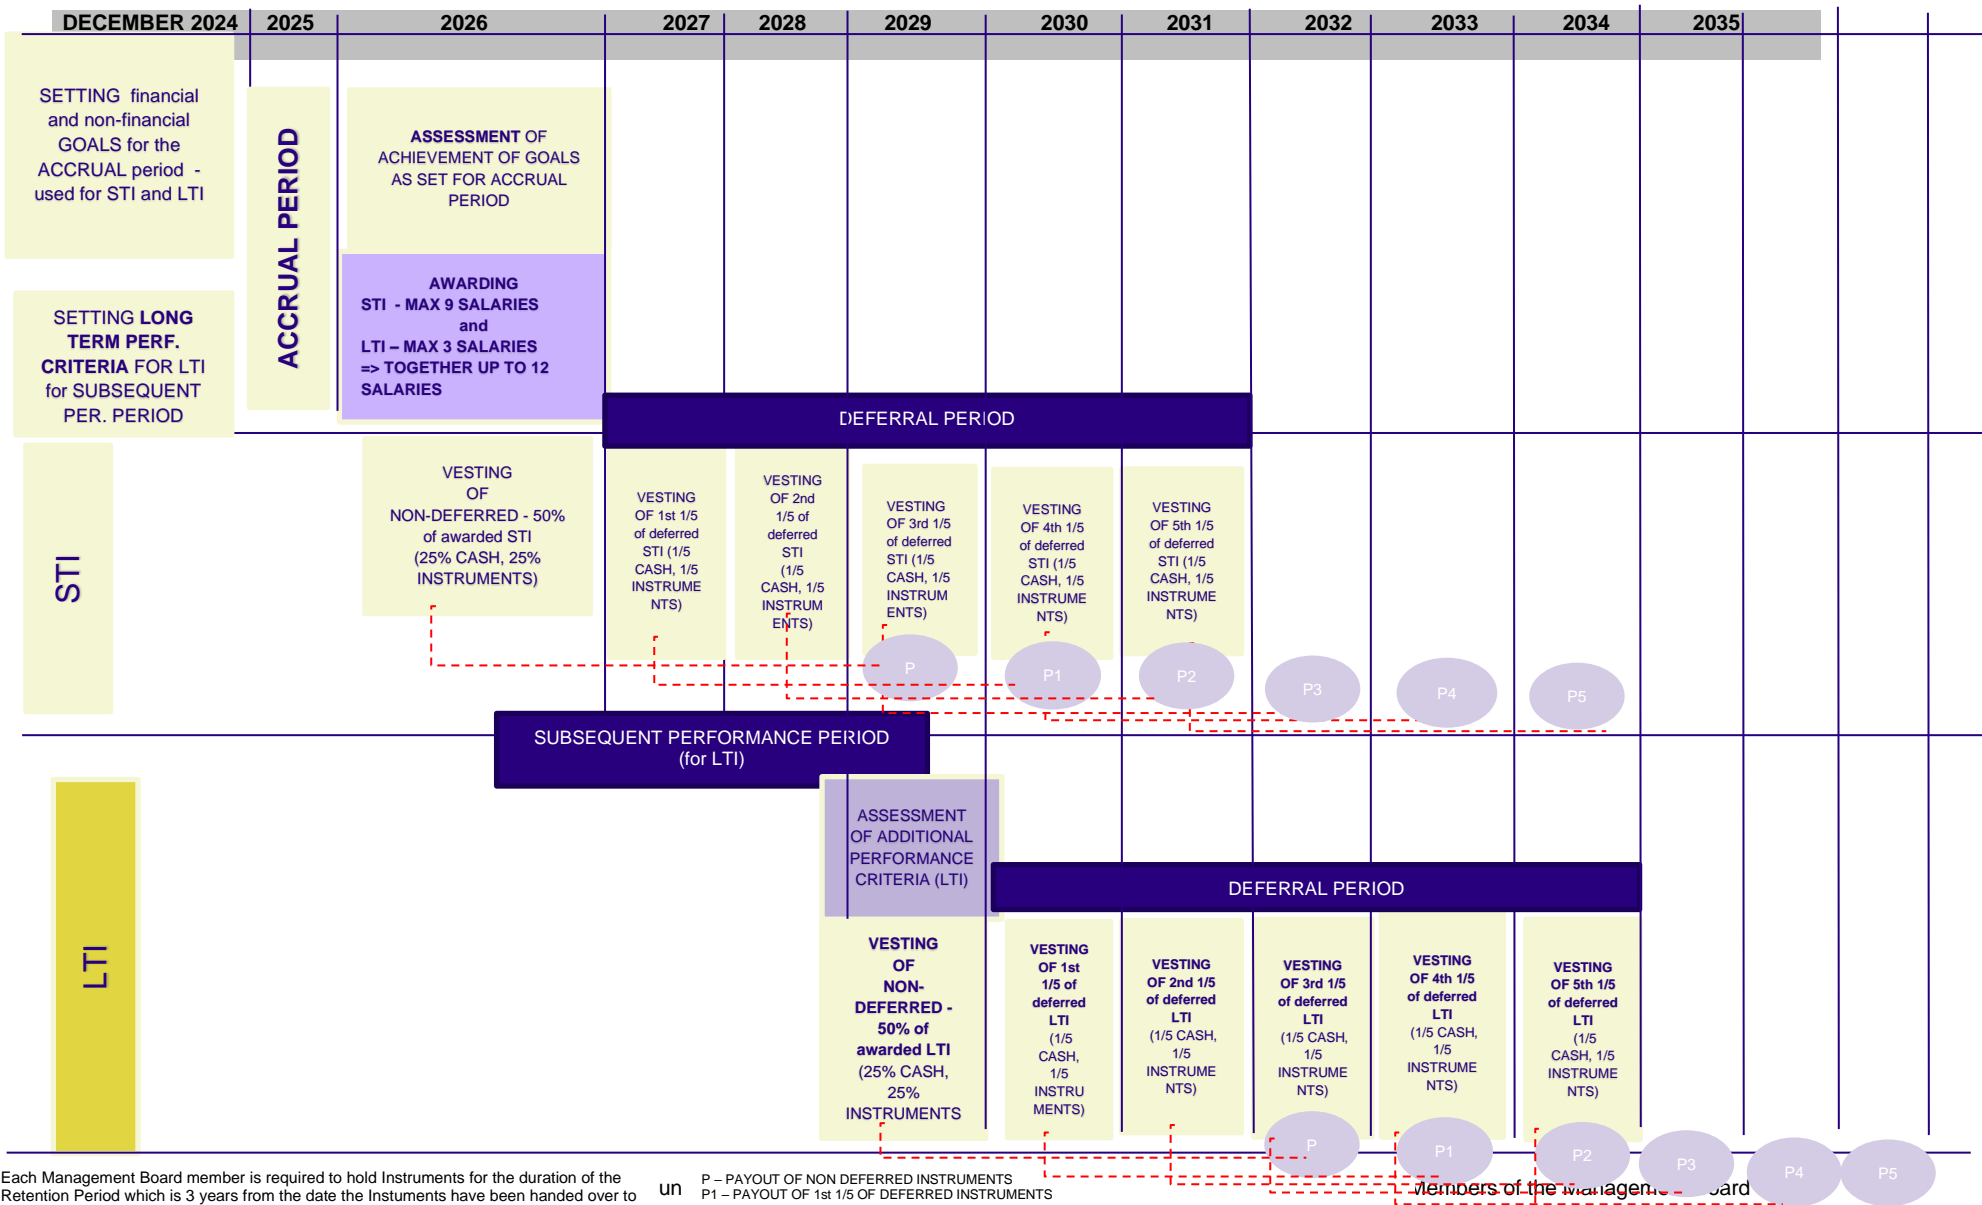 DECEMBER 2024 2025 2026 2027 2028 2029 2030 2031 2032 2033 2034 2035
SETTING financial
and non-financial
GOALS for the
ACCRUAL period -
used for STI and LTI
SETTING LONG
TERM PERF.
CRITERIA FOR LTI
for SUBSEQUENT
PER. PERIOD
ACCRUAL PERIOD
ASSESSMENT OF
ACHIEVEMENT OF GOALS
AS SET FOR ACCRUAL
PERIOD
AWARDING
STI - MAX 9 SALARIES
and
LTI – MAX 3 SALARIES
=> TOGETHER UP TO 12
SALARIES
DEFERRAL PERIOD
STI
VESTING
OF
NON-DEFERRED - 50%
of awarded STI
(25% CASH, 25%
INSTRUMENTS)
VESTING
OF 1st 1/5
of deferred
STI (1/5
CASH, 1/5
INSTRUME
NTS)
VESTING
OF 2nd
1/5 of
deferred
STI
(1/5
CASH, 1/5
INSTRUM
ENTS)
VESTING
OF 3rd 1/5
of deferred
STI (1/5
CASH, 1/5
INSTRUM
ENTS)
VESTING
OF 4th 1/5
of deferred
STI (1/5
CASH, 1/5
INSTRUME
NTS)
VESTING
OF 5th 1/5
of deferred
STI (1/5
CASH, 1/5
INSTRUME
NTS)
P P1 P2 P3 P4 P5
SUBSEQUENT PERFORMANCE PERIOD
(for LTI)
LTI
ASSESSMENT
OF ADDITIONAL
PERFORMANCE
CRITERIA (LTI)
DEFERRAL PERIOD
VESTING
OF
NON-
DEFERRED -
50% of
awarded LTI
(25% CASH,
25%
INSTRUMENTS
VESTING
OF 1st
1/5 of
deferred
LTI
(1/5
CASH,
1/5
INSTRU
MENTS)
VESTING
OF 2nd 1/5
of deferred
LTI
(1/5 CASH,
1/5
INSTRUME
NTS)
VESTING
OF 3rd 1/5
of deferred
LTI
(1/5 CASH,
1/5
INSTRUME
NTS)
VESTING
OF 4th 1/5
of deferred
LTI
(1/5 CASH,
1/5
INSTRUME
NTS)
VESTING
OF 5th 1/5
of deferred
LTI
(1/5
CASH, 1/5
INSTRUME
NTS)
P P1 P2 P3 P4 P5
Each Management Board member is required to hold Instruments for the duration of the
Retention Period which is 3 years from the date the Instuments have been handed over to
un
P – PAYOUT OF NON DEFERRED INSTRUMENTS
P1 – PAYOUT OF 1st 1/5 OF DEFERRED INSTRUMENTS
Members of the